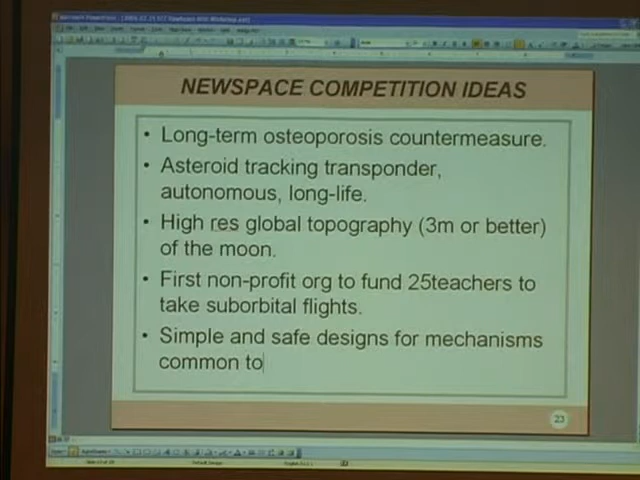 NEWSPACE COMPETITION IDEAS
• Long-term osteoporosis countermeasure.
• Asteroid tracking transponder,
autonomous, long-life.
• High res global topography (3m or better)
of the moon.
• First non-profit org to fund 25teachers to
take suborbital flights.
• Simple and safe designs for mechanisms
common to
23